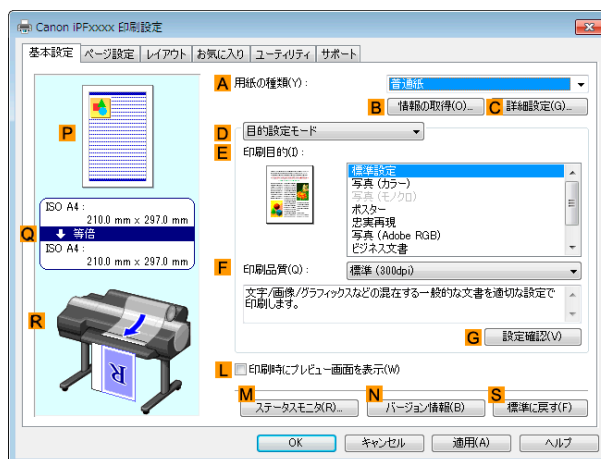 Canon iPFxxxx 印刷設定
基本設定 ページ設定 レイアウト お気に入り ユーティリティ サポート
A 用紙の種類(Y): 普通紙
B 情報の取得(O)... C 詳細設定(G)...
P
D 目的設定モード
E 印刷目的(I):
標準設定
写真 (カラー)
写真 (モノクロ)
ポスター
忠実再現
写真 (Adobe RGB)
ビジネス文書
ISO A4 :
210.0 mm x 297.0 mm
Q 等倍
ISO A4 :
210.0 mm x 297.0 mm
F 印刷品質(Q): 標準 (300dpi)
文字/画像/グラフィックスなどの混在する一般的な文書を適切な設定で
印刷します。
G 設定確認(V)
R
R
L 印刷時にプレビュー画面を表示(W)
M ステータスモニタ(R)... N バージョン情報(B) S 標準に戻す(F)
OK キャンセル 適用(A) ヘルプ